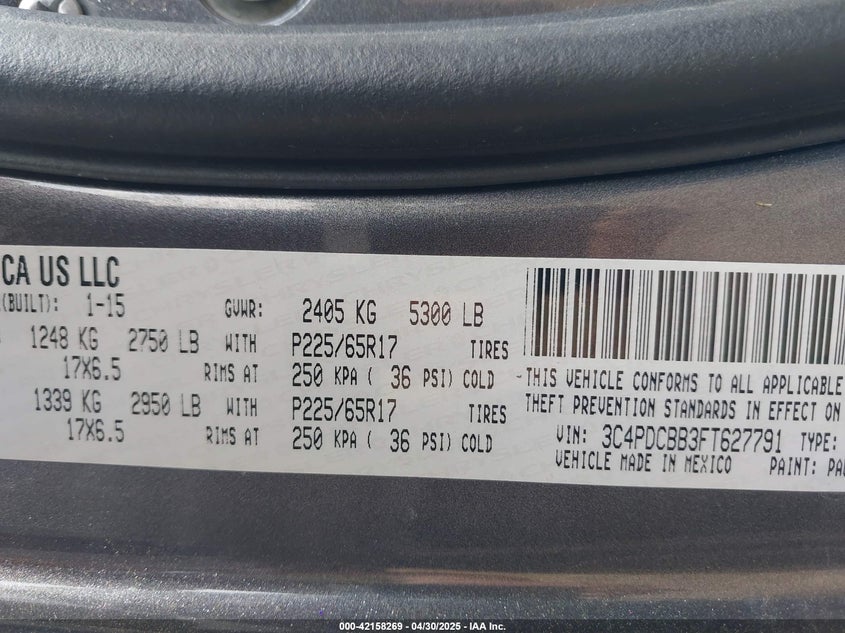 CA US LLC
(BUILT): 1-15 GVWR: 2405 KG 5300 LB
1248 KG 2750 LB WITH P225/65R17 TIRES
17X6.5 RIMS AT 250 KPA ( 36 PSI) COLD
1339 KG 2950 LB WITH P225/65R17 TIRES
17X6.5 RIMS AT 250 KPA ( 36 PSI) COLD
-THIS VEHICLE CONFORMS TO ALL APPLICABLE
THEFT PREVENTION STANDARDS IN EFFECT ON
VIN: 3C4PDCBB3FT627791 TYPE:
VEHICLE MADE IN MEXICO PAINT: PA
000-42158269 - 04/30/2025 - IAA Inc.